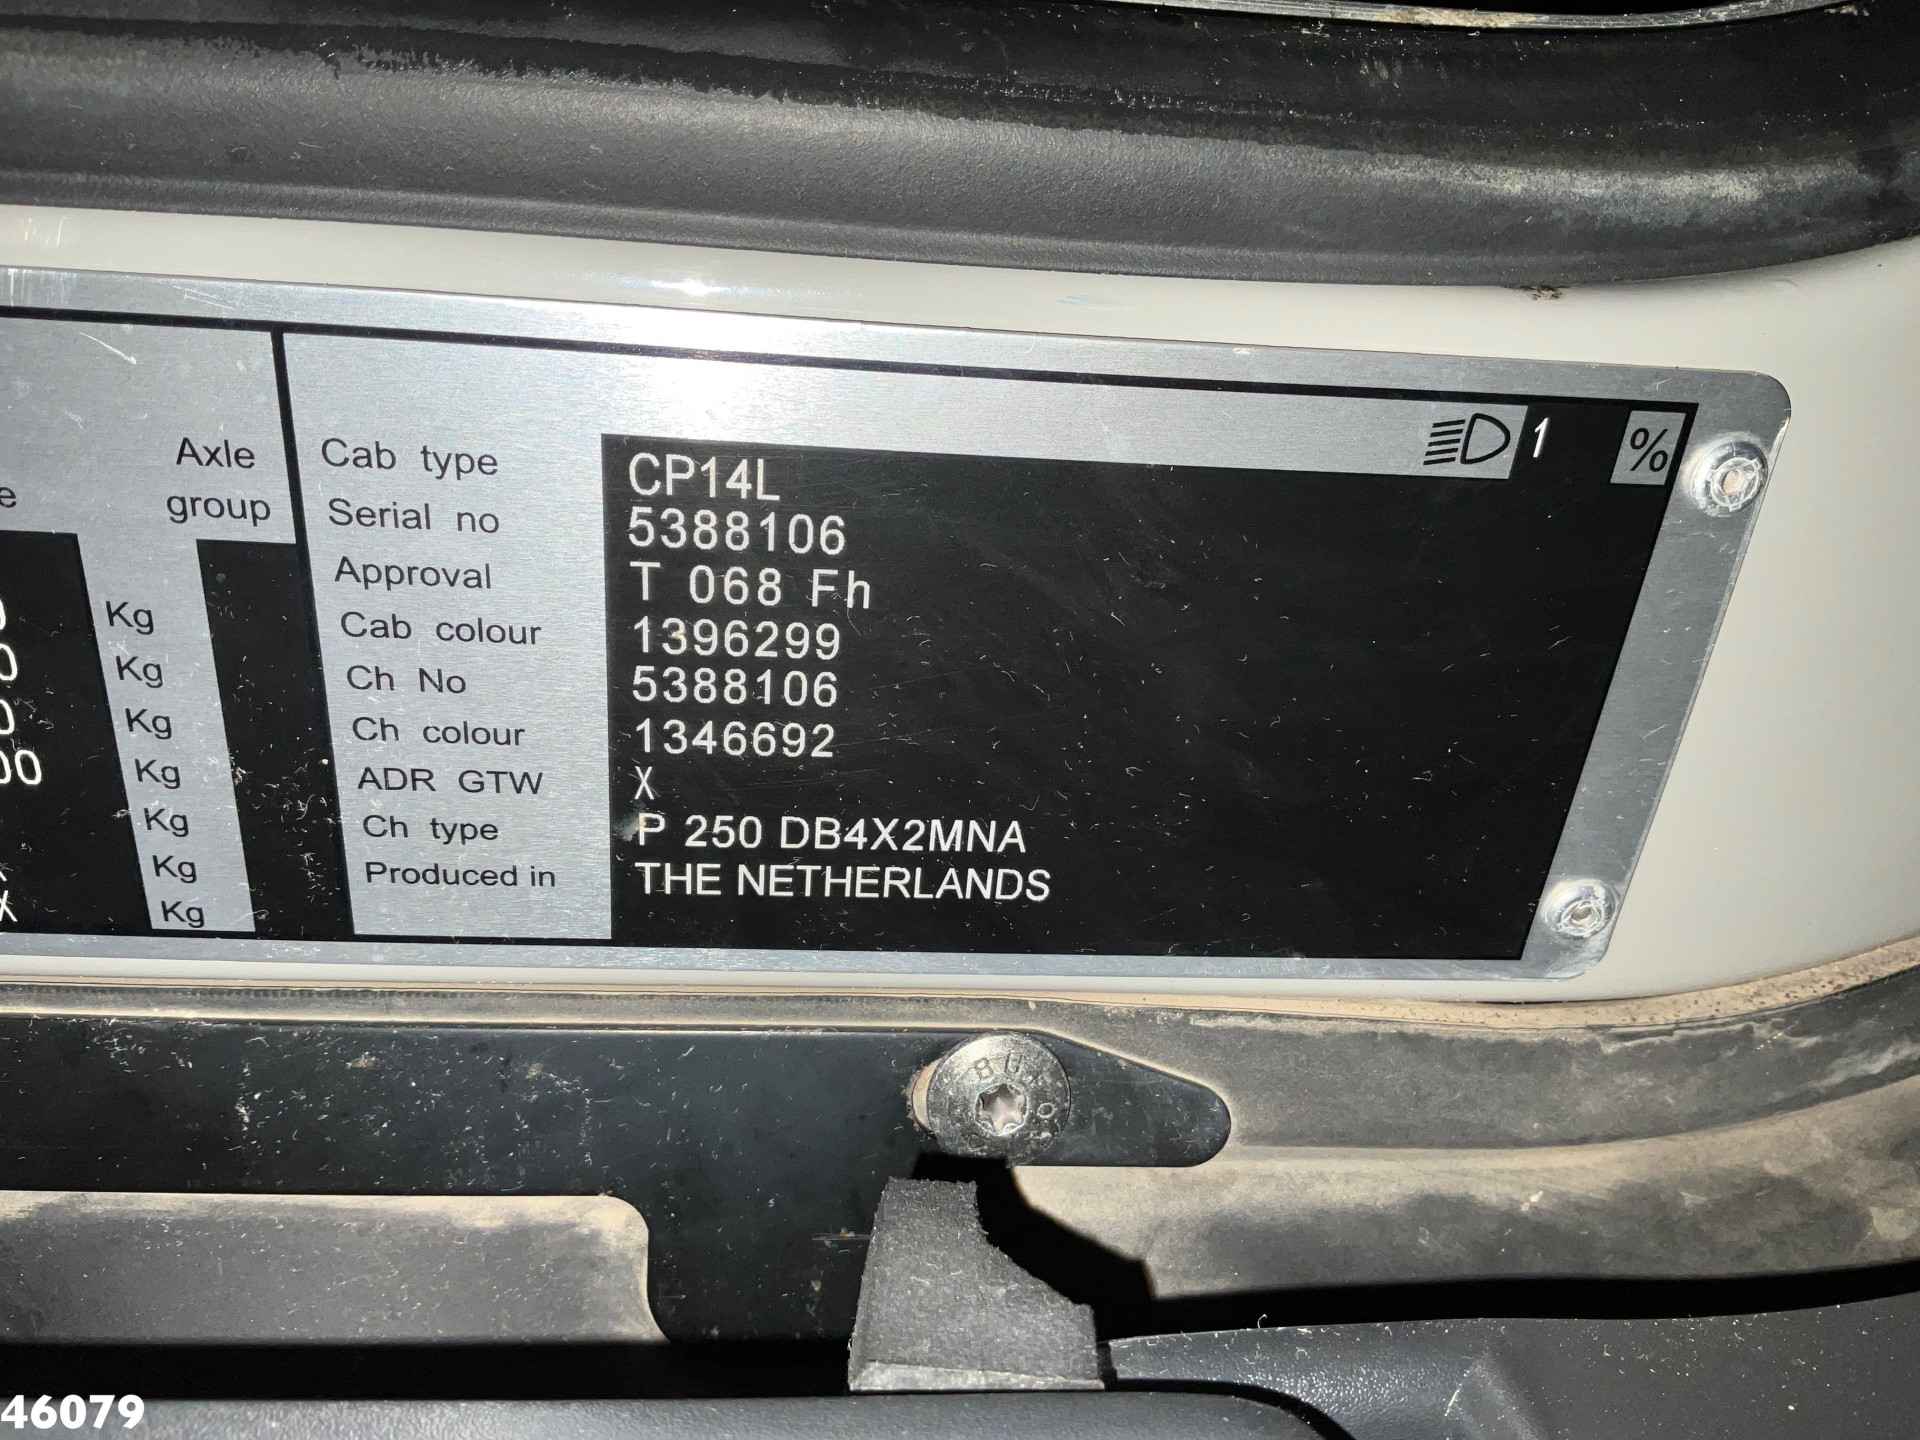 1 %
Axle
group
Cab type CP14L
Serial no 5388106
Approval T 068 Fh
Kg
Cab colour 1396299
Kg
Ch No 5388106
Kg
Ch colour 1346692
Kg
ADR GTW X
Kg
Ch type P 250 DB4X2MNA
Kg
Produced in THE NETHERLANDS
X Kg
46079